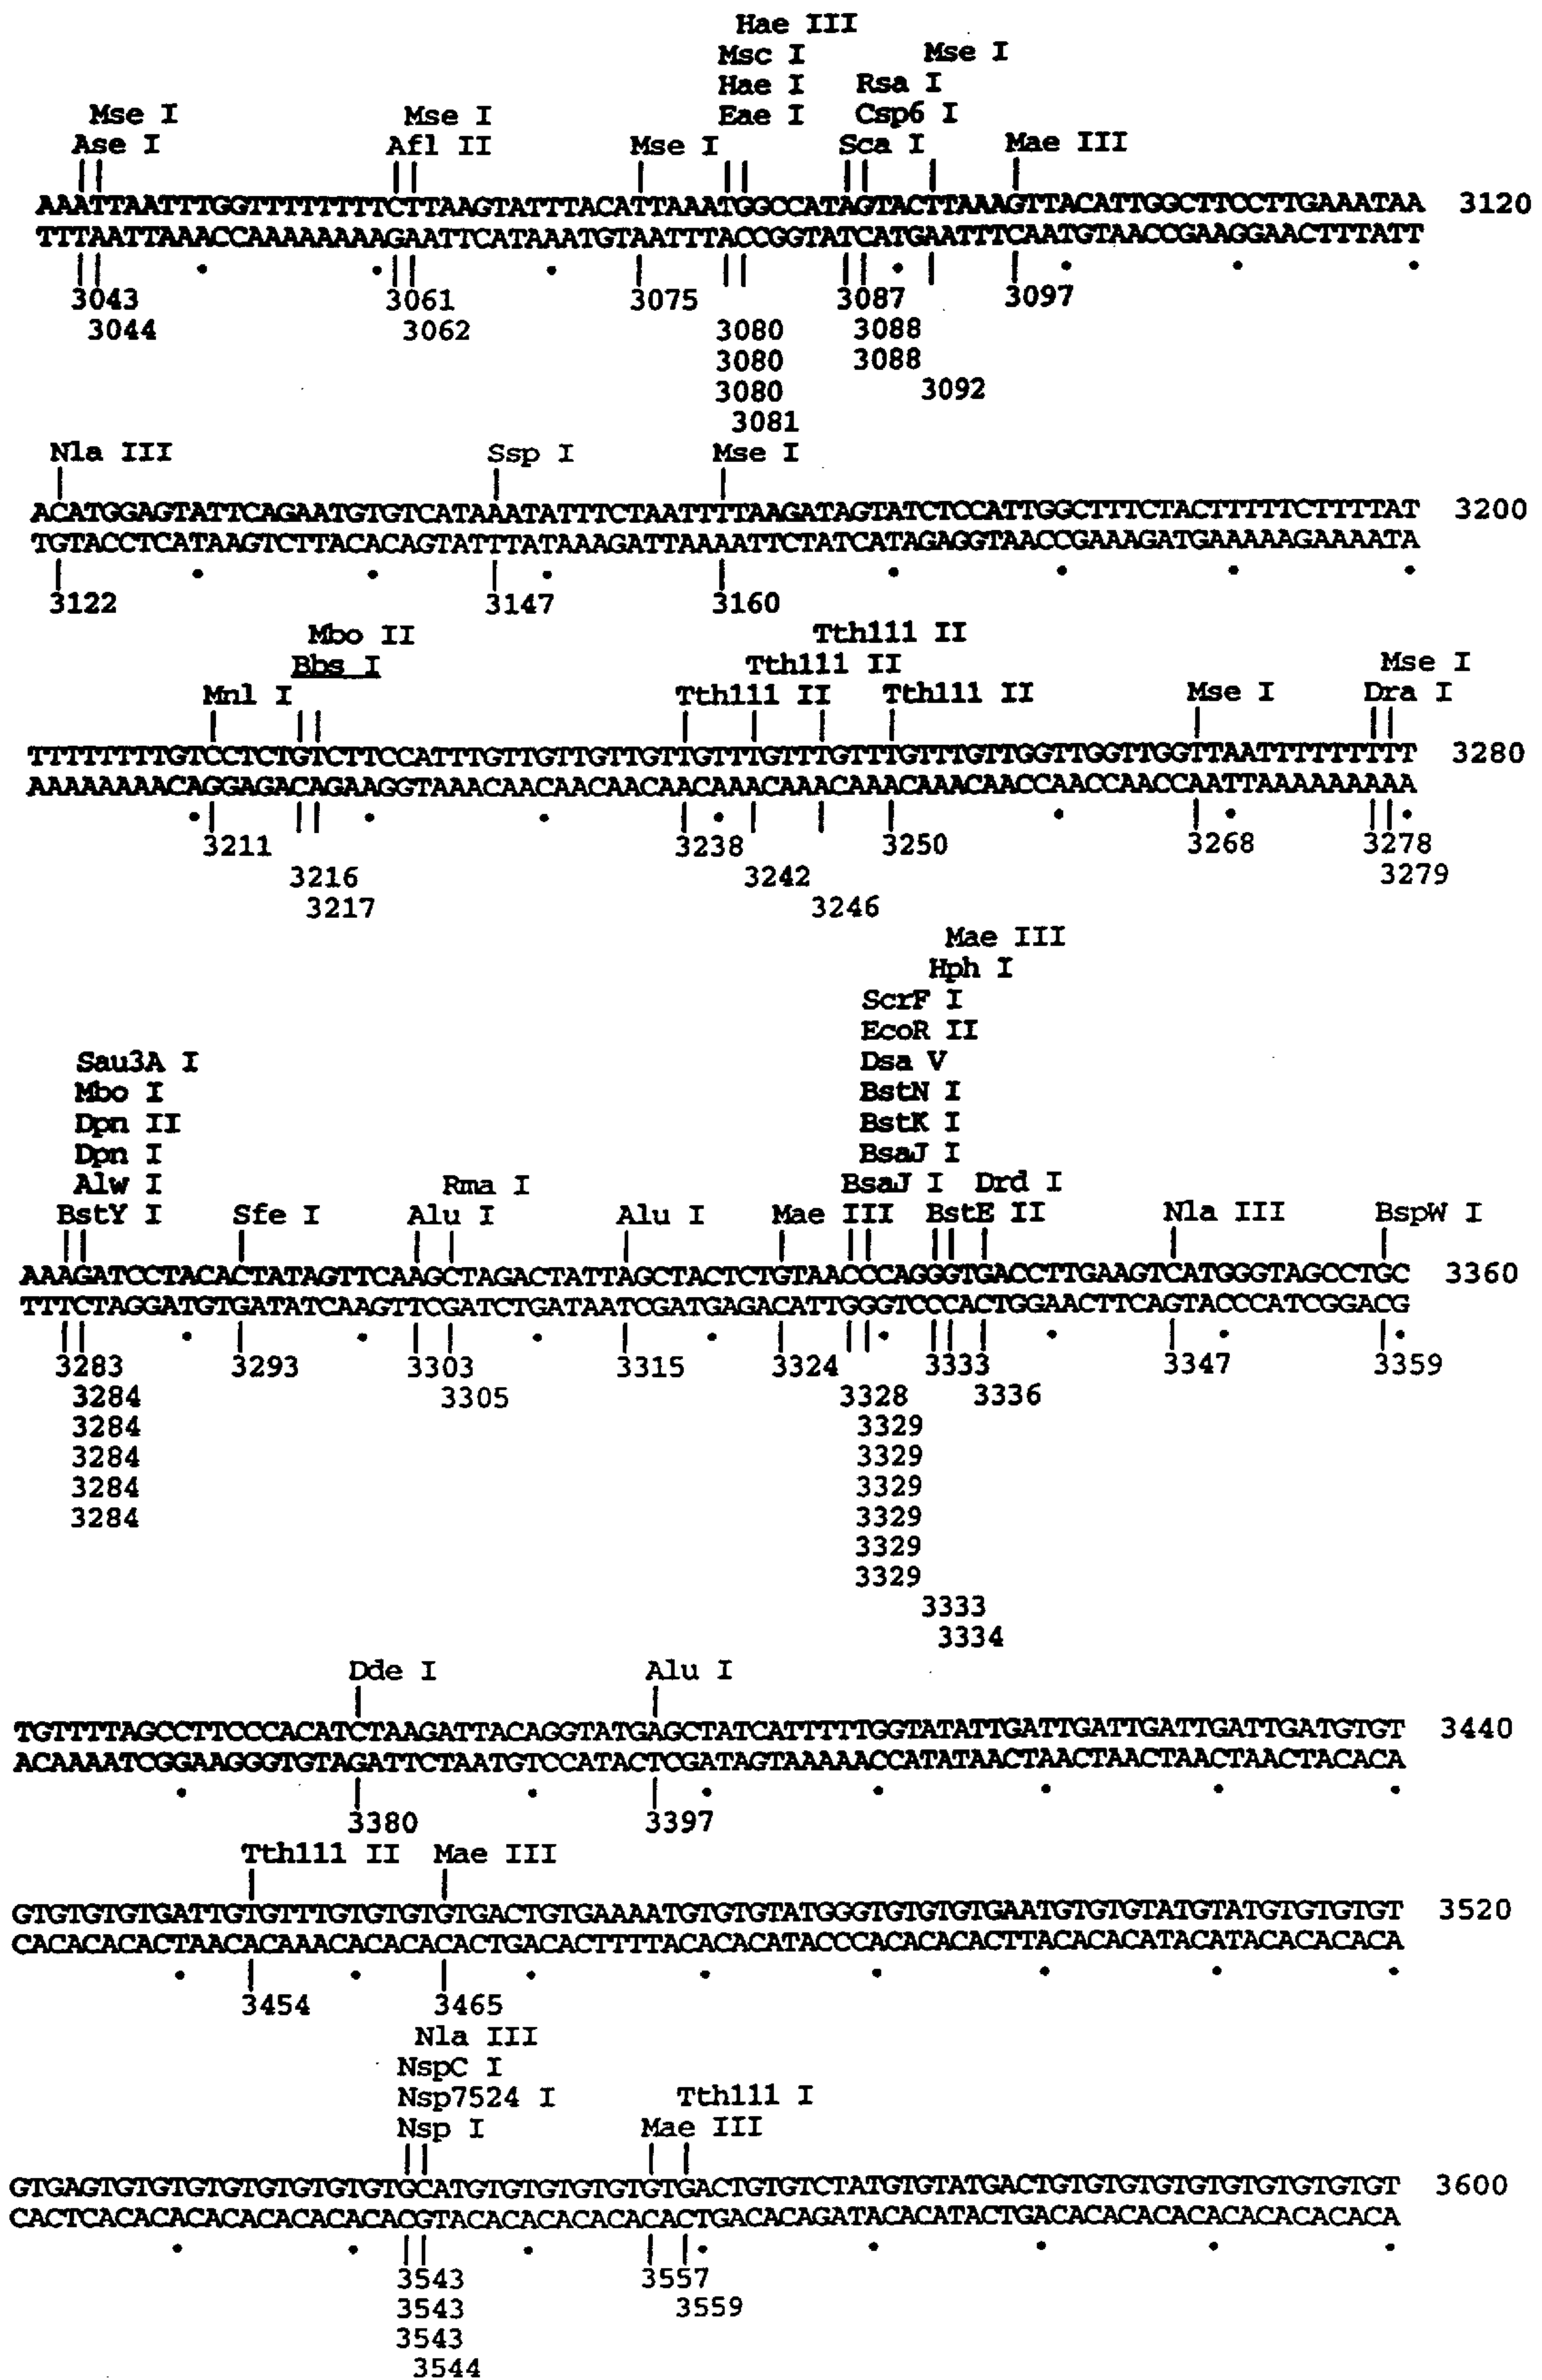 Hae III
Msc I Mse I
Hae I Rsa I
Mse I Mse I Eae I Csp6 I
Ase I Afl II Mse I Sca I Mae III
AAATTAATTTGGTTTTTTTTTCTTAAGTATTTACATTAAATGGCCATAGTACTTAAAGTTACATTGGCTTCCTTGAAATAA 3120
TTTAATTAAACCAAAAAAAAAGAATTCATAAATGTAATTTACCGGTATCATGAATTTCAATGTAACCGAAGGAACTTTATT
3043 3061 3075 3087 3097
3044 3062 3080 3088
3080 3088
3080 3092
3081
Nla III Ssp I Mse I
ACATGGAGTATTCAGAATGTGTCATAAATATTTCTAATTTTAAGATAGTATCTCCATTGGCTTTCTACTTTTTCTTTTAT 3200
TGTACCTCATAAGTCTTACACAGTATTTATAAAGATTAAAATTCTATCATAGAGGTAACCGAAAGATGAAAAAGAAAATA
3122 3147 3160
Mbo II Tth111 II
Bbs I Tth111 II Mse I
Mnl I Tth111 II Tth111 II Mse I Dra I
TTTTTTTTGTCCTCTGTCTTCCATTTGTTGTTGTTGTTGTTTGTTTGTTTGTTTGTTGGTTGGTTGGTTAATTTTTTTTT 3280
AAAAAAAACAGGAGACAGAAGGTAAACAACAACAACAACAAACAAACAAACAAACAACCAACCAACCAATTAAAAAAAAA
3211 3238 3250 3268 3278
3216 3242 3279
3217 3246
Mae III
Hph I
ScrF I
EcoR II
Sau3A I Dsa V
Mbo I BstN I
Dpn II BstK I
Dpn I BsaJ I
Alw I Rma I BsaJ I Drd I
BstY I Sfe I Alu I Alu I Mae III BstE II Nla III BspW I
AAAGATCCTACACTATAGTTCAAGCTAGACTATTAGCTACTCTGTAACCCAGGGTGACCTTGAAGTCATGGGTAGCCTGC 3360
TTTCTAGGATGTGATATCAAGTTCGATCTGATAATCGATGAGACATTGGGTCCCACTGGAACTTCAGTACCCATCGGACG
3283 3293 3303 3315 3324 3333 3347 3359
3284 3305 3328 3336
3284 3329
3284 3329
3284 3329
3284 3329
3329
3329
3333
3334
Dde I Alu I
TGTTTTAGCCTTCCCACATCTAAGATTACAGGTATGAGCTATCATTTTTGGTATATTGATTGATTGATTGATTGATGTGT 3440
ACAAAATCGGAAGGGTGTAGATTCTAATGTCCATACTCGATAGTAAAAACCATATAACTAACTAACTAACTAACTACACA
3380 3397
Tth111 II Mae III
GTGTGTGTGATTGTGTTTGTGTGTGTGACTGTGAAAATGTGTGTATGGGTGTGTGTGAATGTGTGTATGTATGTGTGTGT 3520
CACACACACTAACACAAACACACACACTGACACTTTTACACACATACCCACACACACTTACACACATACATACACACACA
3454 3465
Nla III
NspC I
Nsp7524 I Tth111 I
Nsp I Mae III
GTGAGTGTGTGTGTGTGTGTGTGCATGTGTGTGTGTGTGACTGTGTCTATGTGTATGACTGTGTGTGTGTGTGTGTGTGT 3600
CACTCACACACACACACACACACGTACACACACACACACTGACACAGATACACATACTGACACACACACACACACACACA
3543 3557
3543 3559
3543
3544